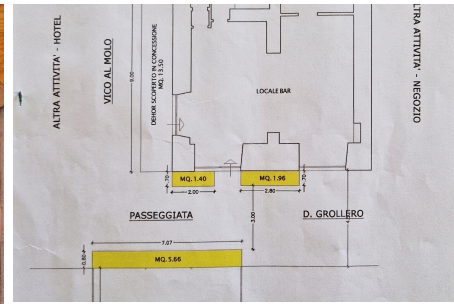 ALTRA ATTIVITA' - HOTEL
VICO AL MOLO
9.00
DEHOR SCOPERTO IN CONCESSIONE
MQ. 13.50
LOCALE BAR
ALTRA ATTIVITA' - NEGOZIO
.70
MQ. 1.40
2.00
MQ. 1.96
2.80
.70
PASSEGGIATA
3.00
D. GROLLERO
7.07
0.80
MQ. 5.66